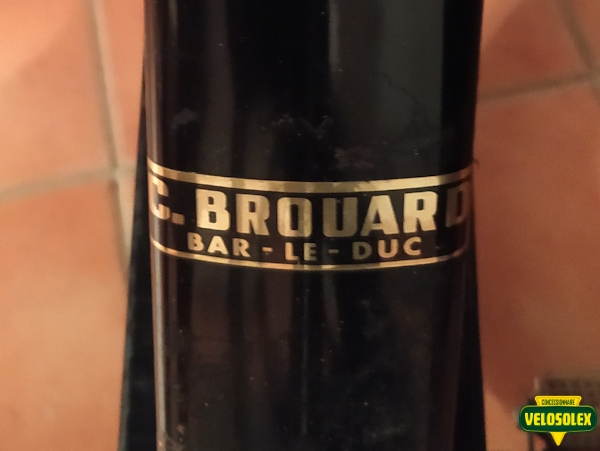 C. BROUARD
BAR - LE - DUC
CONCESSIONNAIRE
VELOSOLEX